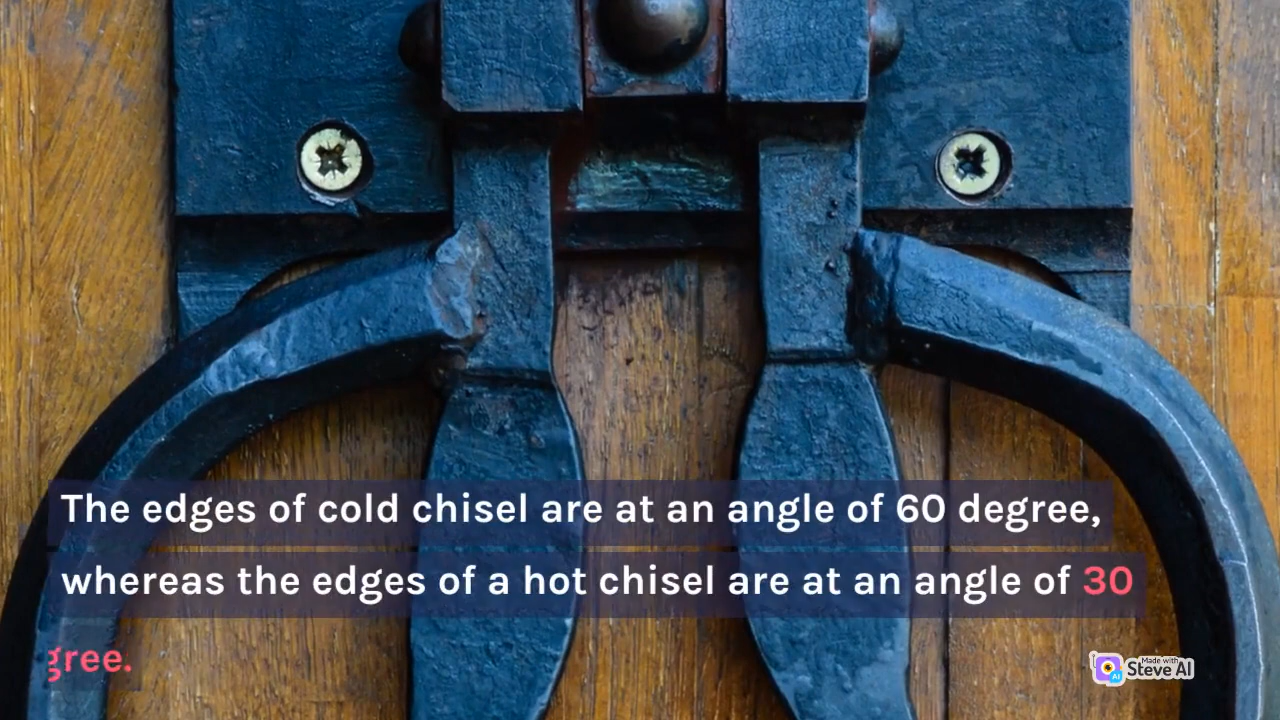 The edges of cold chisel are at an angle of 60 degree,
whereas the edges of a hot chisel are at an angle of 30
gree.
Made with
Steve AI
AI